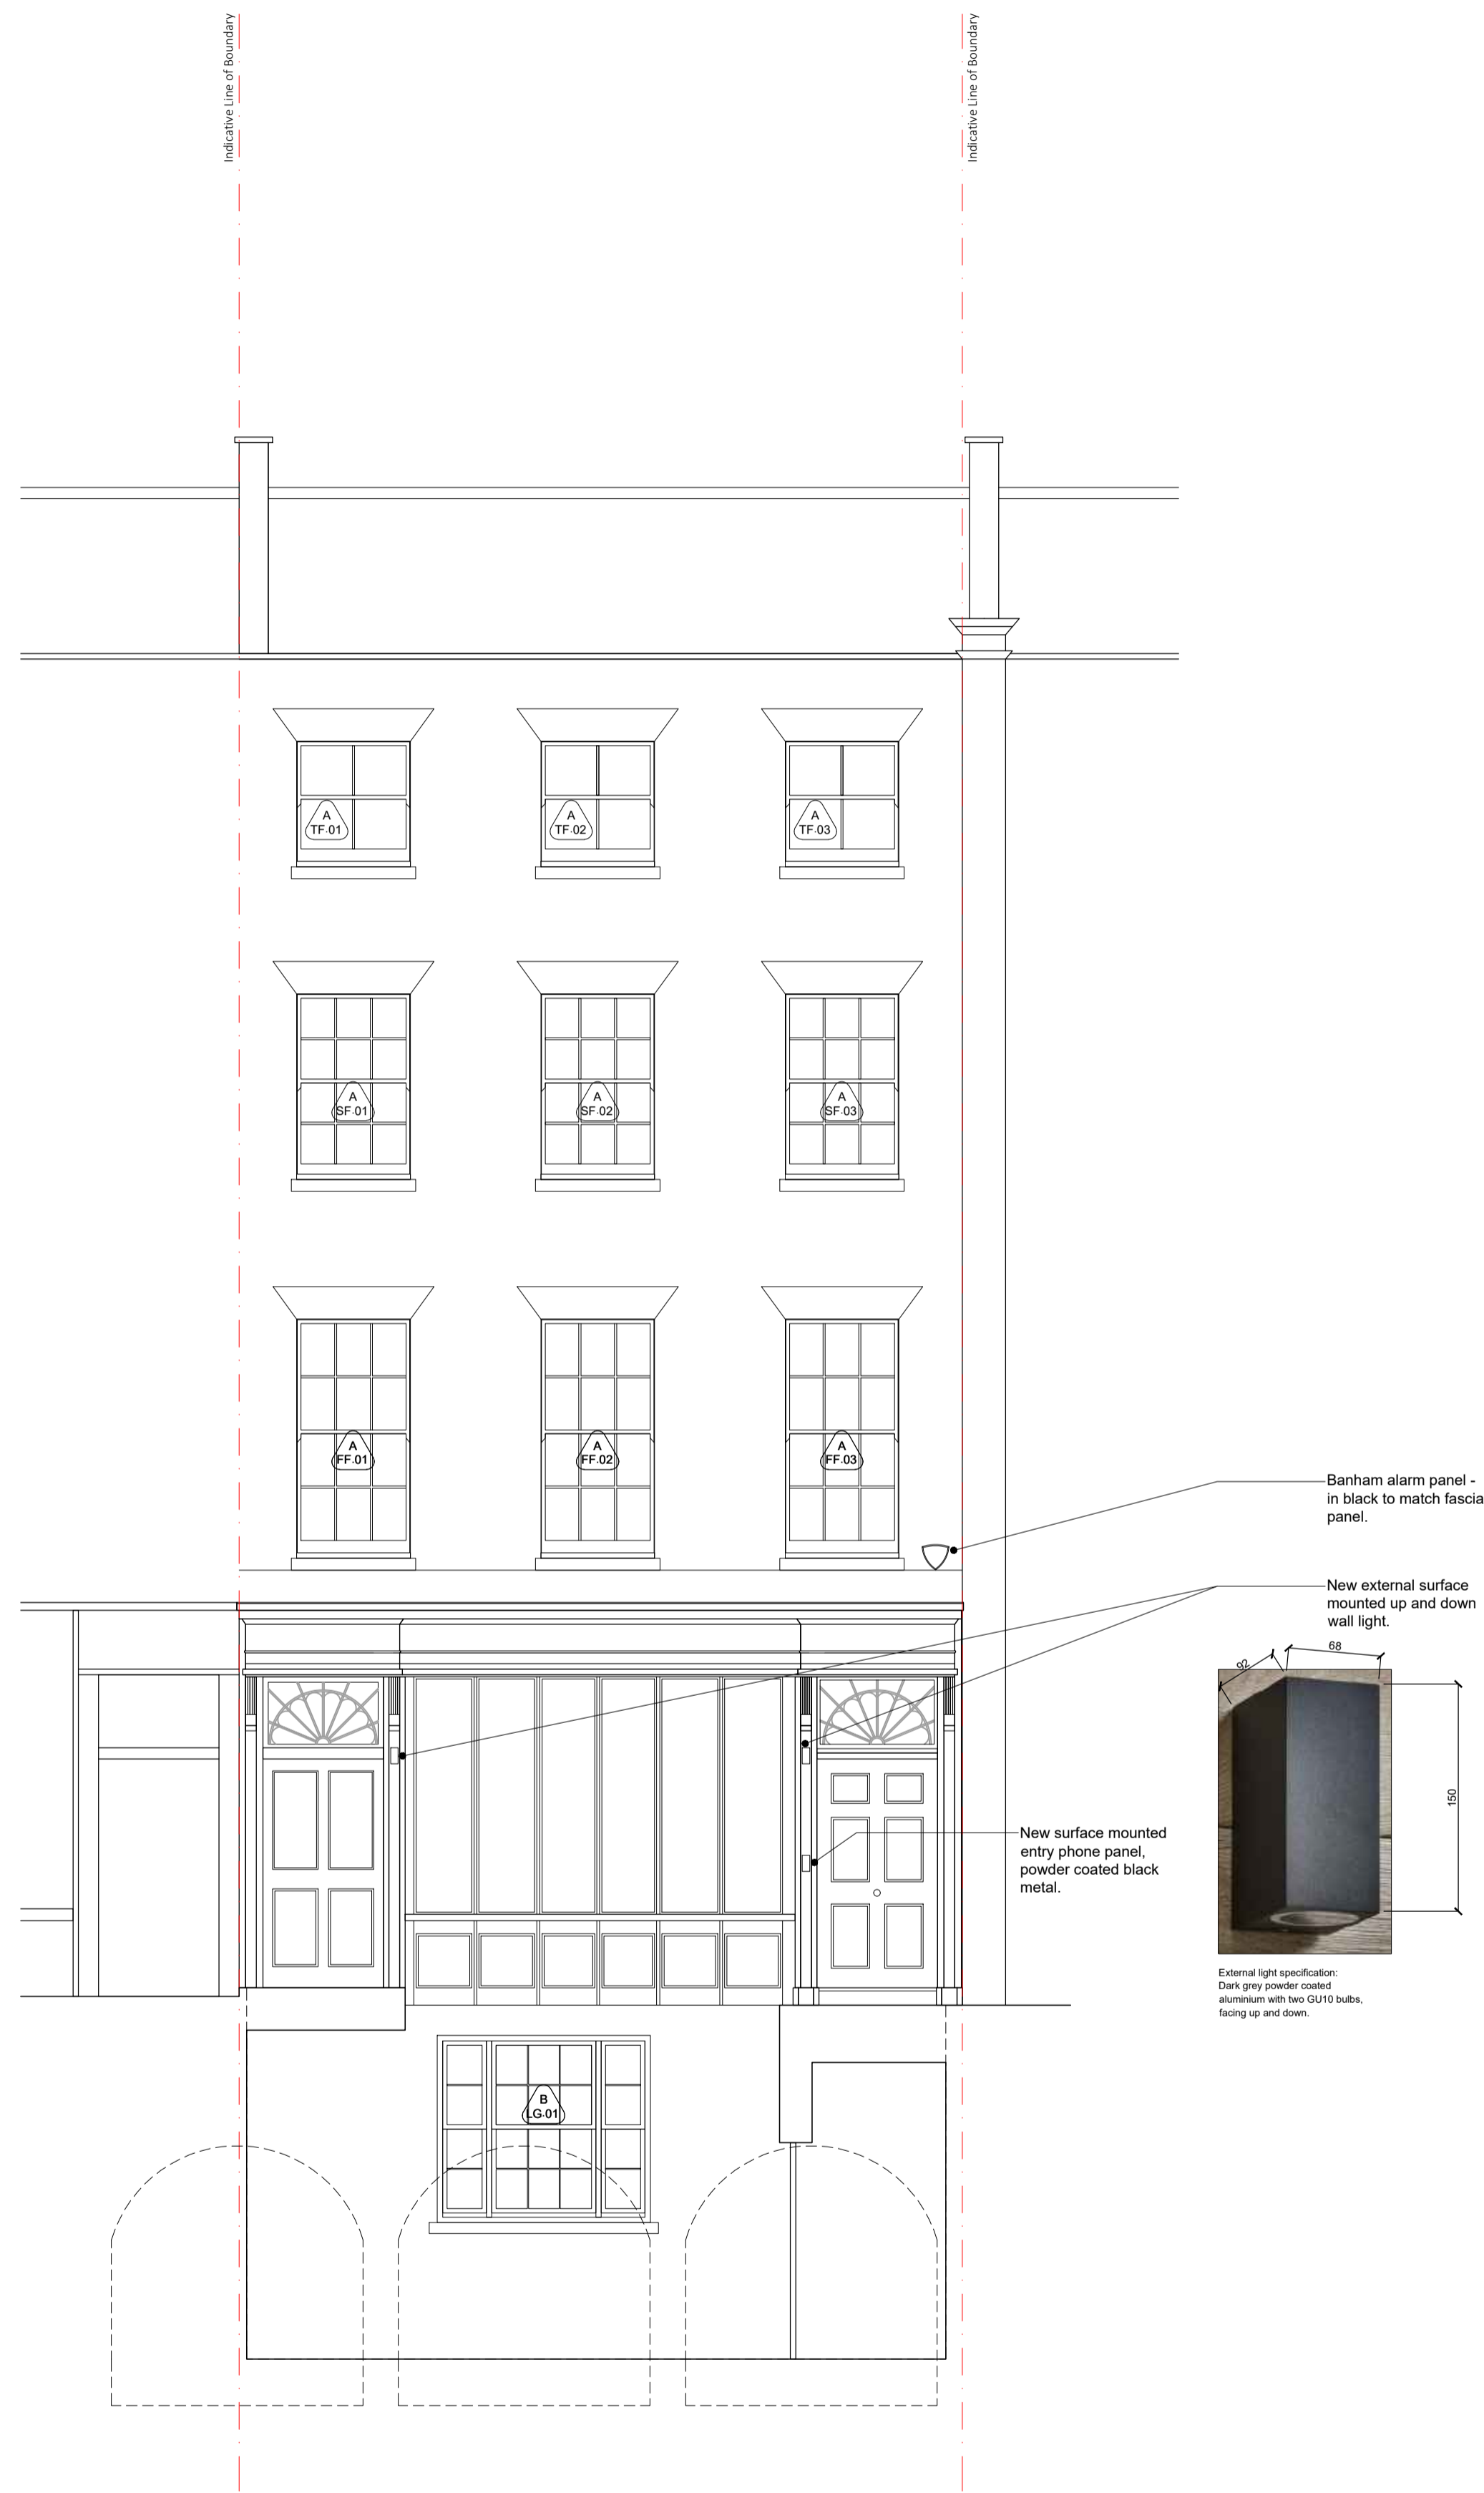 Indicative Line of Boundary
Indicative Line of Boundary
A
TF.01
A
TF.02
A
TF.03
A
SF.01
A
SF.02
A
SF.03
A
FF.01
A
FF.02
A
FF.03
Banham alarm panel -
in black to match fascia
panel.
New external surface
mounted up and down
wall light.
68
92
150
New surface mounted
entry phone panel,
powder coated black
metal.
External light specification:
Dark grey powder coated
aluminium with two GU10 bulbs,
facing up and down.
B
LG.01